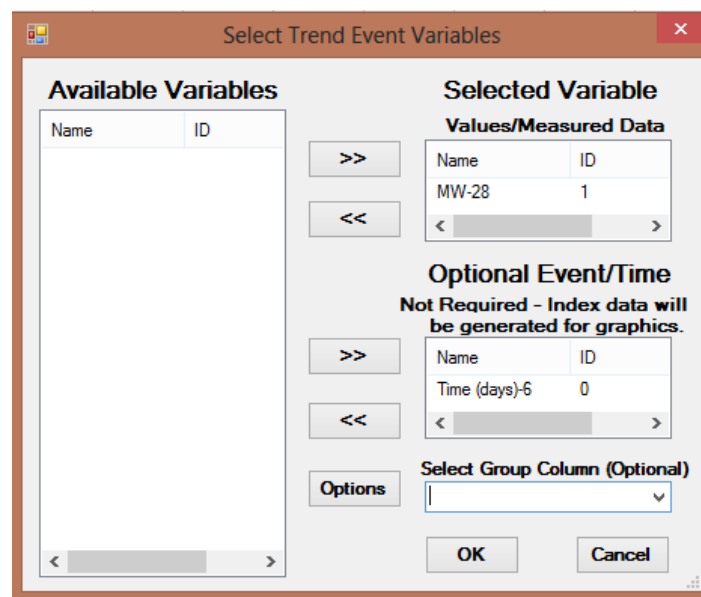 Select Trend Event Variables
Available Variables
Name ID
>>
<<
Selected Variable
Values/Measured Data
Name ID
MW-28 1
Optional Event/Time
Not Required - Index data will
be generated for graphics.
>>
<<
Name ID
Time (days)-6 0
Options
Select Group Column (Optional)
OK Cancel